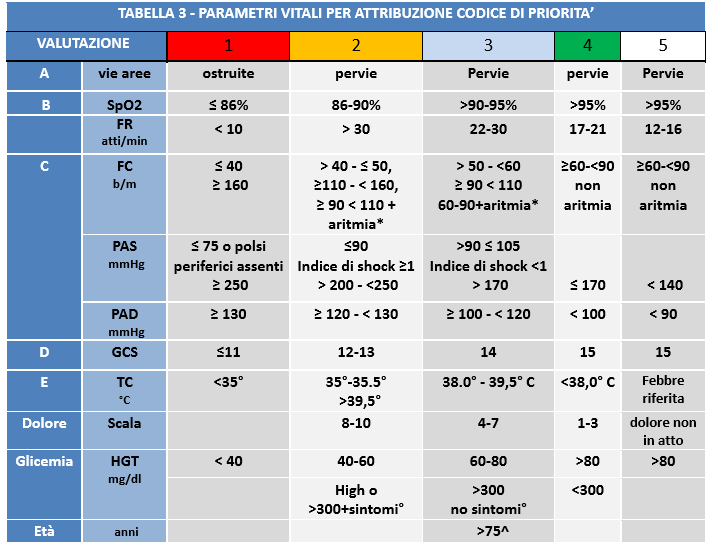 TABELLA 3 - PARAMETRI VITALI PER ATTRIBUZIONE CODICE DI PRIORITA'
VALUTAZIONE 1 2 3 4 5
A vie aree ostruite pervie Pervie pervie Pervie
B SpO2 ≤ 86% 86-90% >90-95% >95% >95%
FR < 10 > 30 22-30 17-21 12-16
atti/min
C FC ≤ 40 > 40 - ≤ 50, > 50 - <60 ≥60-<90 ≥60-<90
b/m ≥ 160 ≥110 - < 160, ≥ 90 < 110 non non
≥ 90 < 110 + 60-90+aritmia* aritmia aritmia
aritmia*
PAS ≤ 75 o polsi ≤90 >90 ≤ 105
mmHg periferici assenti Indice di shock ≥1 Indice di shock <1
≥ 250 > 200 - <250 > 170 ≤ 170 < 140
PAD ≥ 130 ≥ 120 - < 130 ≥ 100 - < 120 < 100 < 90
mmHg
D GCS ≤11 12-13 14 15 15
E TC <35° 35°-35.5° 38.0° - 39,5° C <38,0° C Febbre
°C >39,5° riferita
Dolore Scala 8-10 4-7 1-3 dolore non
in atto
Glicemia HGT < 40 40-60 60-80 >80 >80
mg/dl
High o >300 <300
>300+sintomi° no sintomi°
Età anni >75^